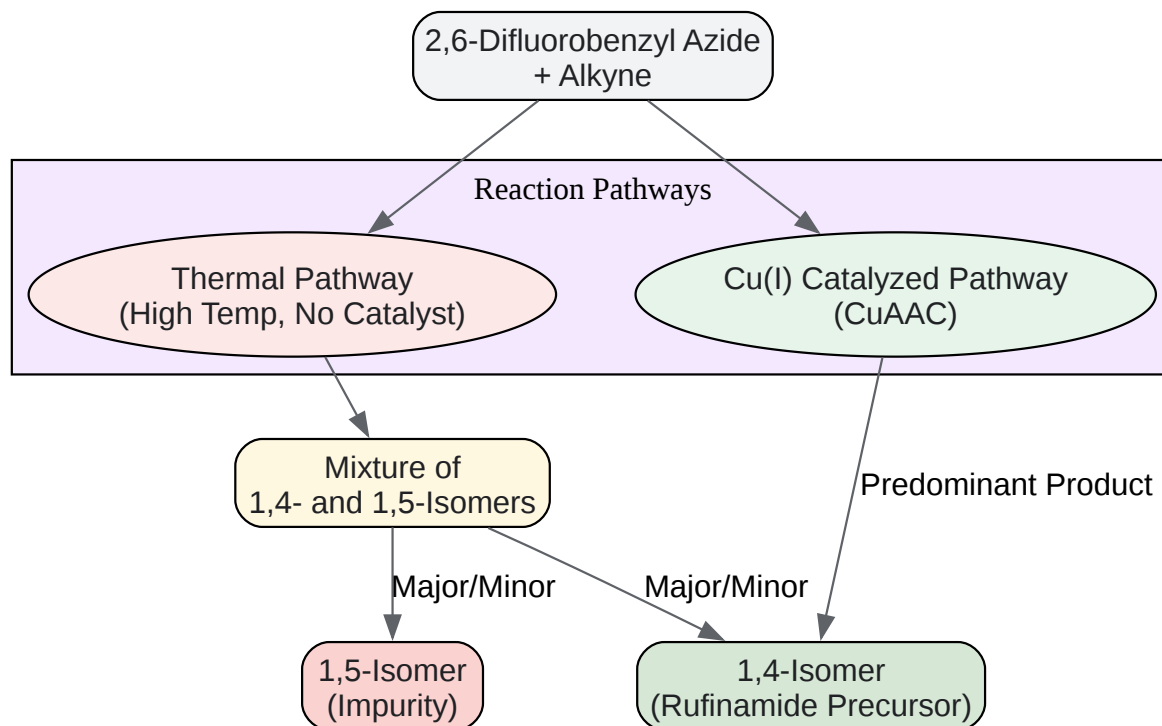 2,6-Difluorobenzyl Azide
+ Alkyne
Reaction Pathways
Thermal Pathway
(High Temp, No Catalyst)
Cu(I) Catalyzed Pathway
(CuAAC)
Mixture of
1,4- and 1,5-Isomers
Predominant Product
Major/Minor
Major/Minor
1,5-Isomer
(Impurity)
1,4-Isomer
(Rufinamide Precursor)